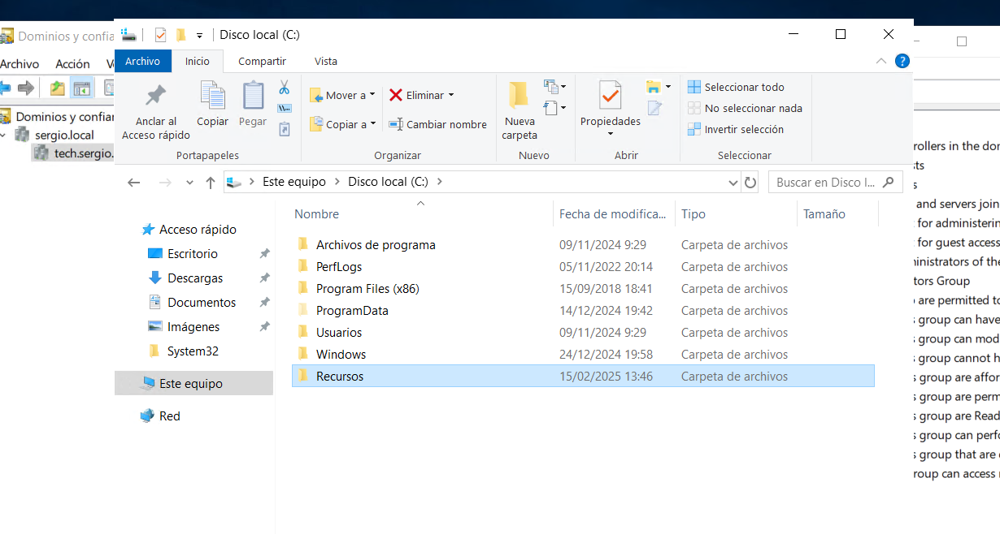 Dominios y confia
Disco local (C:)
Archivo Acción V
Archivo Inicio Compartir Vista
Anclar al
Acceso rápido
Copiar
Pegar
Portapapeles
Mover a
Copiar a
Eliminar
Cambiar nombre
Organizar
Nueva
carpeta
Nuevo
Propiedades
Abrir
Seleccionar todo
No seleccionar nada
Invertir selección
Seleccionar
Dominios y confiar
sergio.local
tech.sergio.
Este equipo > Disco local (C:) >
Buscar en Disco l...
Acceso rápido
Escritorio
Descargas
Documentos
Imágenes
System32
Este equipo
Red
Nombre Fecha de modifica... Tipo Tamaño
Archivos de programa 09/11/2024 9:29 Carpeta de archivos
PerfLogs 05/11/2022 20:14 Carpeta de archivos
Program Files (x86) 15/09/2018 18:41 Carpeta de archivos
ProgramData 14/12/2024 19:42 Carpeta de archivos
Usuarios 09/11/2024 9:29 Carpeta de archivos
Windows 24/12/2024 19:58 Carpeta de archivos
Recursos 15/02/2025 13:46 Carpeta de archivos
rollers in the dor
sts
s
and servers join
for administerin
for guest access
inistrators of the
tors Group
are permitted to
group can have
group can mod
group cannot h
group are affor
group are perm
group are Read
group can perfo
group that are
roup can access